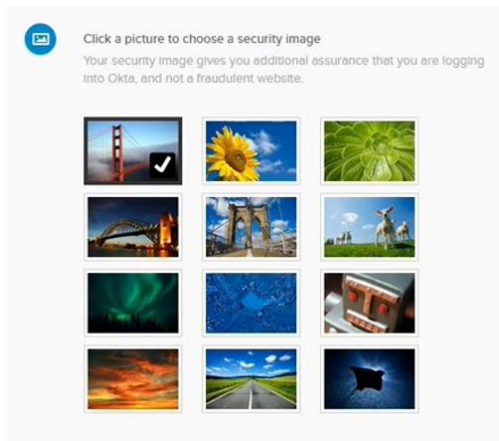 Click a picture to choose a security image
Your security image gives you additional assurance that you are logging
into Okta, and not a fraudulent website.